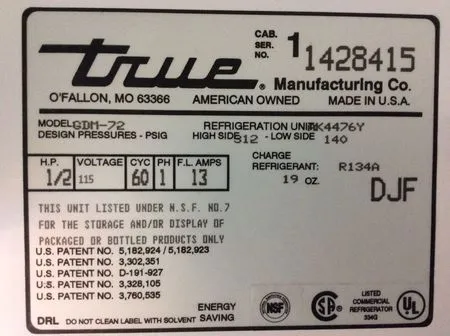 true® CAB. SER. NO. 1 1428415
Manufacturing Co.
O'FALLON, MO 63366 AMERICAN OWNED MADE IN U.S.A.
MODEL GDM-72 REFRIGERATION UNIT AK4476Y
DESIGN PRESSURES - PSIG HIGH SIDE 312 - LOW SIDE 140
H.P. VOLTAGE CYC PH F.L. AMPS CHARGE
1/2 115 60 1 13 REFRIGERANT: R134A
19 OZ.
DJF
THIS UNIT LISTED UNDER N.S.F. NO.7
FOR THE STORAGE AND/OR DISPLAY OF
PACKAGED OR BOTTLED PRODUCTS ONLY
U.S. PATENT NO. 5,182,924 / 5,182,923
U.S. PATENT NO. 3,302,351
U.S. PATENT NO. D-191-927
U.S. PATENT NO. 3,328,105
U.S. PATENT NO. 3,760,535
ENERGY SAVING
DRL DO NOT CLEAN LABEL WITH SOLVENT
NSF SA LISTED COMMERCIAL REFRIGERATOR UL